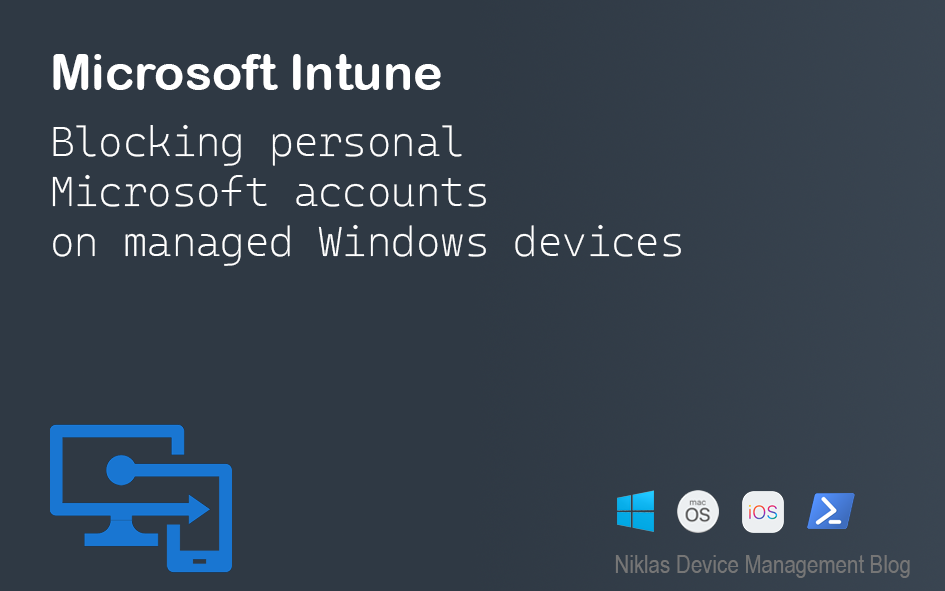 Microsoft Intune
Blocking personal
Microsoft accounts
on managed Windows devices
mac
OS
iOS
Niklas Device Management Blog